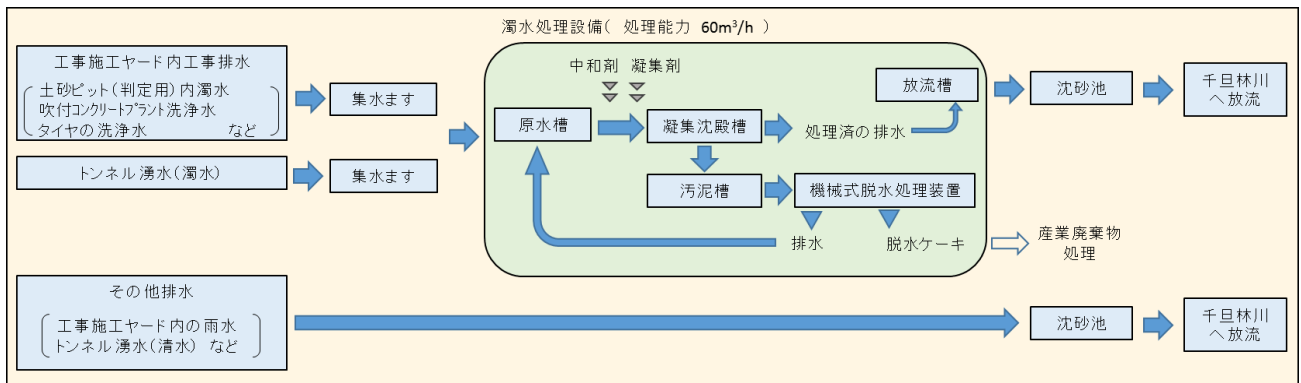 濁水処理設備( 処理能力 60m³/h )
工事施工ヤード内工事排水
土砂ピット(判定用)内濁水
吹付コンクリートプラント洗浄水
タイヤの洗浄水 など
集水ます
トンネル湧水(濁水)
集水ます
中和剤 凝集剤
原水槽
凝集沈殿槽
処理済の排水
放流槽
沈砂池
千旦林川
へ放流
汚泥槽
機械式脱水処理装置
排水
脱水ケーキ
産業廃棄物
処理
その他排水
工事施工ヤード内の雨水
トンネル湧水(清水) など
沈砂池
千旦林川
へ放流